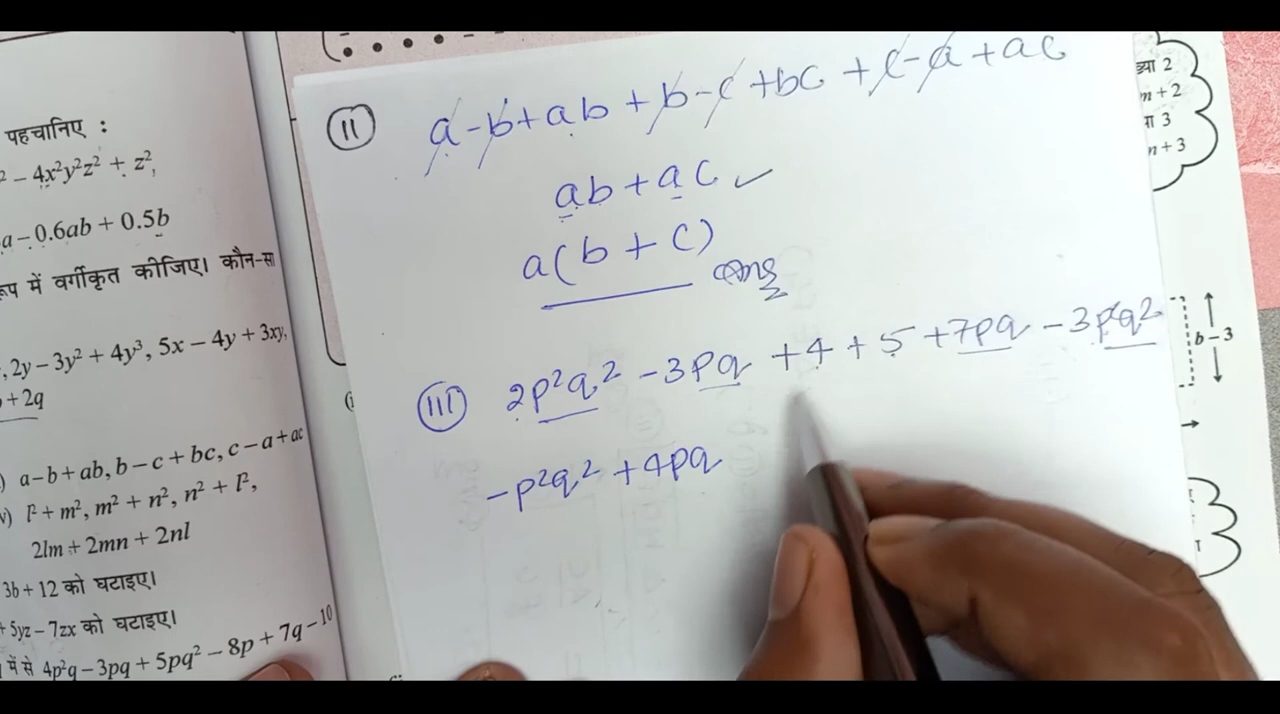 पहचानिए :
– 4x²y²z² + z²,
a – 0.6ab + 0.5b
रूप में वर्गीकृत कीजिए। कौन-सा
, 2y – 3y² + 4y³, 5x – 4y + 3xy,
+ 2q
) a – b + ab, b – c + bc, c – a + ac
v) l² + m², m² + n², n² + l²,
2lm + 2mn + 2nl
3b + 12 को घटाइए।
+ 5yz – 7zx को घटाइए।
में से 4p²q – 3pq + 5pq² – 8p + 7q – 10
(II) a - b + ab + b - c + bc + c - a + ac
ab + ac ✓
a(b + c) Ans
(III) 2p²q² - 3pq + 4 + 5 + 7pq - 3p²q²
-p²q² + 4pq
2
m + 2
3
n + 3
b – 3